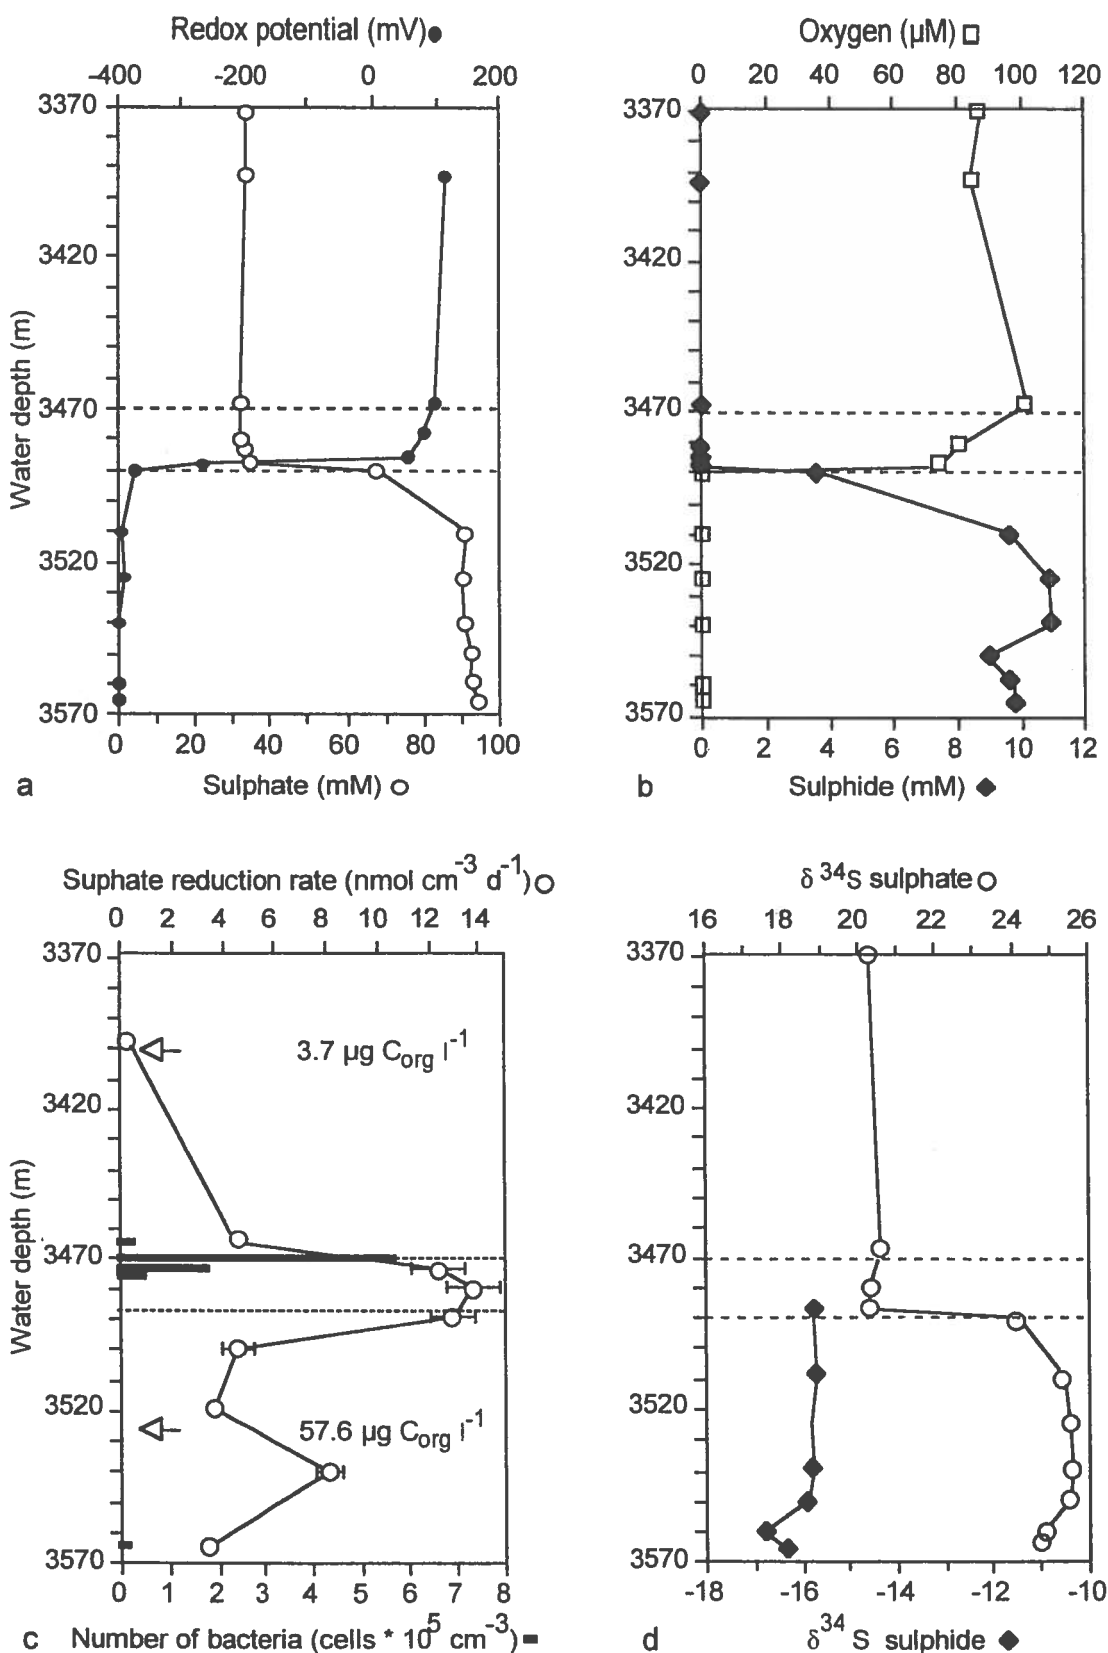 Redox potential (mV)
-400 -200 0 200
3370
3420
3470
3520
3570
Water depth (m)
0 20 40 60 80 100
a Sulphate (mM)
Oxygen (µM)
0 20 40 60 80 100 120
3370
3420
3470
3520
3570
0 2 4 6 8 10 12
b Sulphide (mM)
Suphate reduction rate (nmol cm⁻³ d⁻¹)
0 2 4 6 8 10 12 14
3370
3420
3470
3520
3570
Water depth (m)
3.7 µg Corg l⁻¹
57.6 µg Corg l⁻¹
0 1 2 3 4 5 6 7 8
c Number of bacteria (cells * 10⁵ cm⁻³)
δ ³⁴S sulphate
16 18 20 22 24 26
3370
3420
3470
3520
3570
-18 -16 -14 -12 -10
d δ³⁴ S sulphide